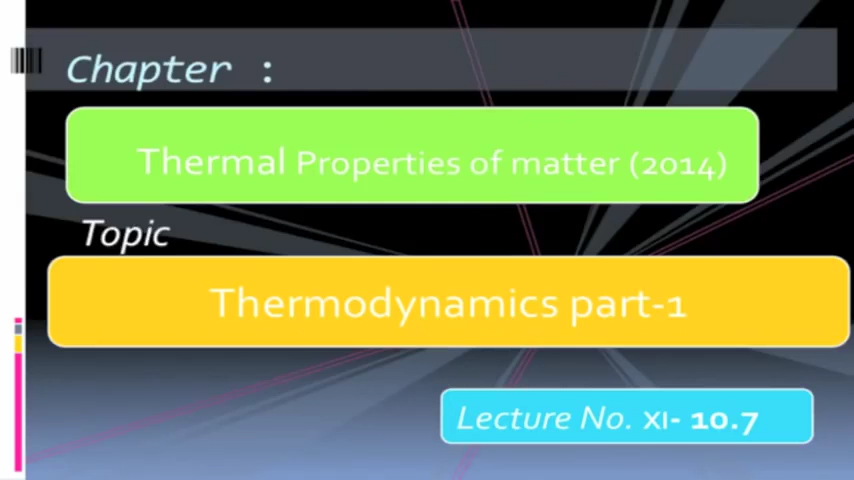 Chapter :
Thermal Properties of matter (2014)
Topic
Thermodynamics part-1
Lecture No. XI- 10.7